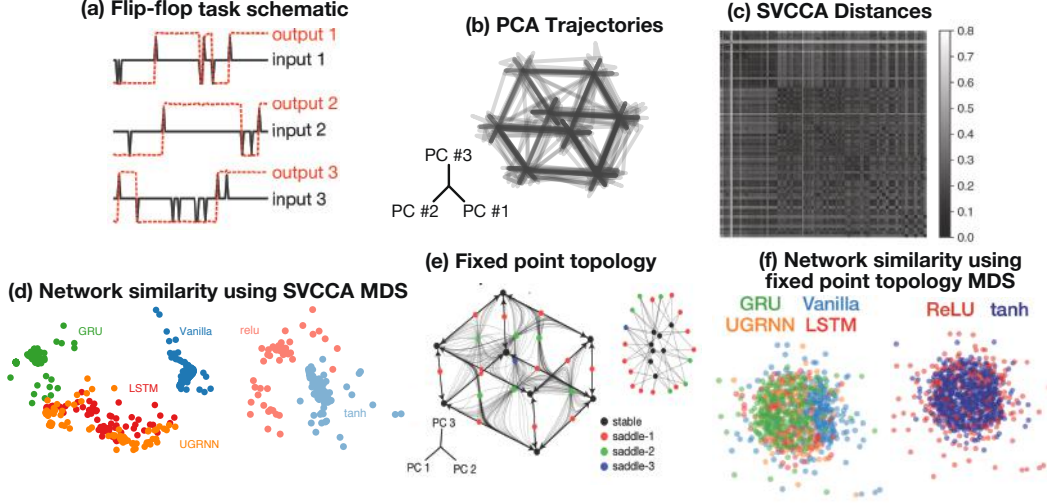 (a) Flip-flop task schematic
output 1
input 1
output 2
input 2
output 3
input 3
(b) PCA Trajectories
PC #3
PC #2
PC #1
(c) SVCCA Distances
0.8
0.7
0.6
0.5
0.4
0.3
0.2
0.1
0.0
(d) Network similarity using SVCCA MDS
GRU
Vanilla
LSTM
UGRNN
relu
tanh
(e) Fixed point topology
PC 3
PC 1
PC 2
stable
saddle-1
saddle-2
saddle-3
(f) Network similarity using
fixed point topology MDS
GRU Vanilla
UGRNN LSTM
ReLU tanh